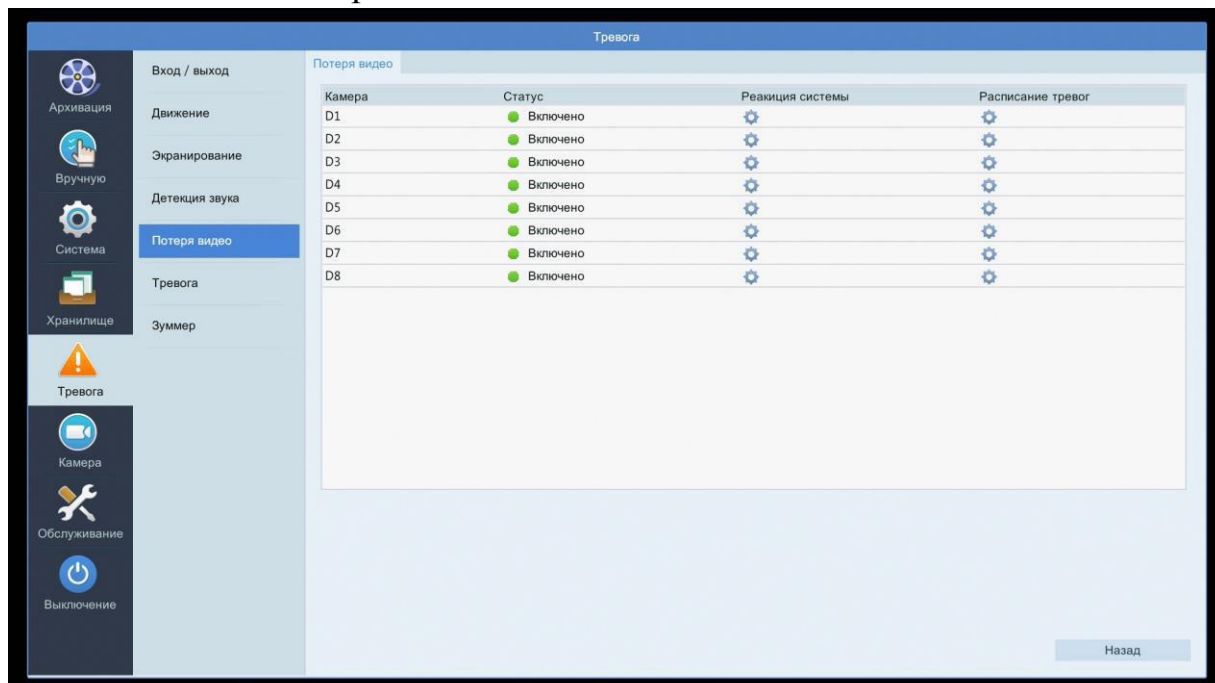 Тревога
Архивация
Вручную
Система
Хранилище
Тревога
Камера
Обслуживание
Выключение
Вход / выход
Движение
Экранирование
Детекция звука
Потеря видео
Тревога
Зуммер
Потеря видео
Камера Статус Реакиция системы Расписание тревог
D1 Включено
D2 Включено
D3 Включено
D4 Включено
D5 Включено
D6 Включено
D7 Включено
D8 Включено
Назад